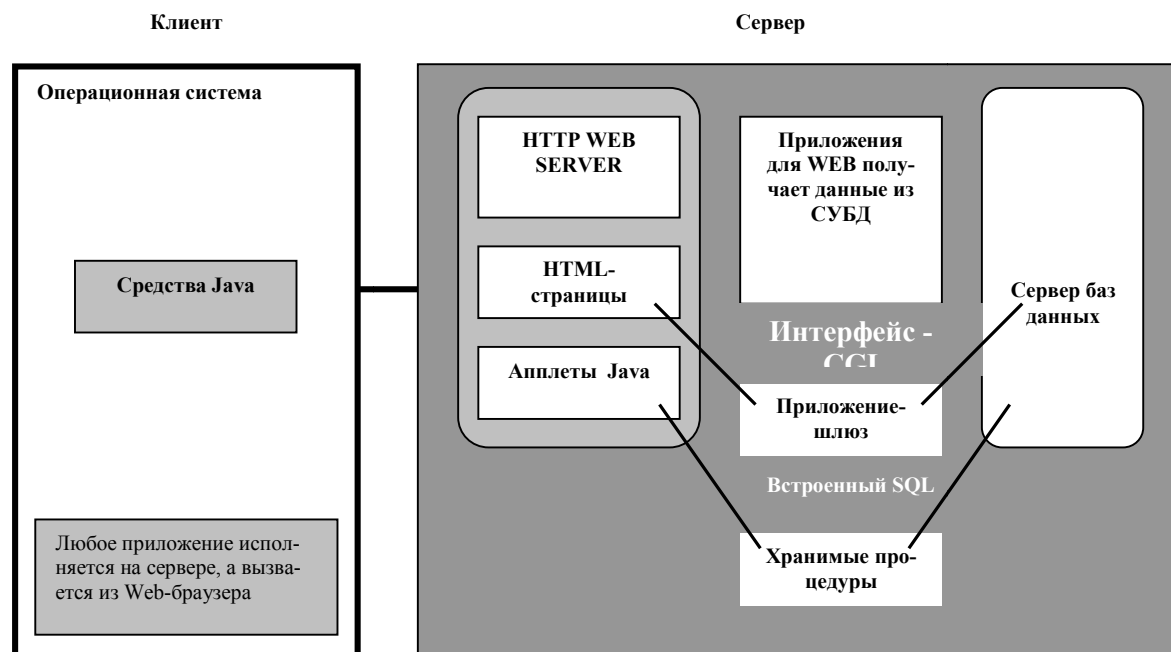 Клиент
Сервер
Операционная система
Средства Java
Любое приложение испол-
няется на сервере, а вызва-
ется из Web-браузера
HTTP WEB
SERVER
HTML-
страницы
Апплеты Java
Приложения
для WEB полу-
чает данные из
СУБД
Интерфейс -
CGI
Приложение-
шлюз
Встроенный SQL
Хранимые про-
цедуры
Сервер баз
данных